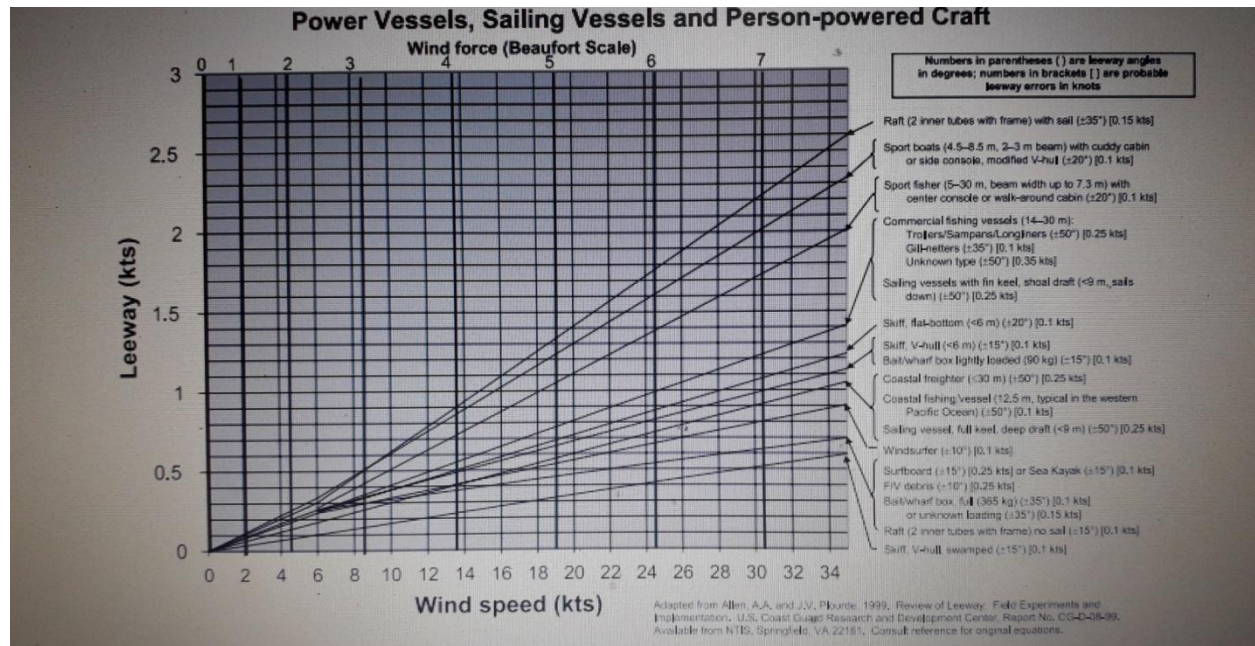 Power Vessels, Sailing Vessels and Person-powered Craft
Wind force (Beaufort Scale)
0 1 2 3 4 5 6 7
Numbers in parentheses ( ) are leeway angles
in degrees; numbers in brackets [ ] are probable
leeway errors in knots
3
2.5
2
1.5
1
0.5
0
Leeway (kts)
Raft (2 inner tubes with frame) with sail (±35°) [0.15 kts]
Sport boats (4.5–8.5 m, 2–3 m beam) with cuddy cabin
or side console, modified V-hull (±20°) [0.1 kts]
Sport fisher (5–30 m, beam width up to 7.3 m) with
center console or walk-around cabin (±20°) [0.1 kts]
Commercial fishing vessels (14–30 m):
Trollers/Sampans/Longliners (±50°) [0.25 kts]
Gill-netters (±35°) [0.1 kts]
Unknown type (±50°) [0.35 kts]
Sailing vessels with fin keel, shoal draft (<9 m, sails
down) (±50°) [0.25 kts]
Skiff, flat-bottom (<6 m) (±20°) [0.1 kts]
Skiff, V-hull (<6 m) (±15°) [0.1 kts]
Bait/wharf box lightly loaded (90 kg) (±15°) [0.1 kts]
Coastal freighter (<30 m) (±50°) [0.25 kts]
Coastal fishing vessel (12.5 m, typical in the western
Pacific Ocean) (±50°) [0.1 kts]
Sailing vessel, full keel, deep draft (<9 m) (±50°) [0.25 kts]
Windsurfer (±10°) [0.1 kts]
Surfboard (±15°) [0.25 kts] or Sea Kayak (±15°) [0.1 kts]
F/V debris (±10°) [0.25 kts]
Bait/wharf box, full (365 kg) (±35°) [0.1 kts]
or unknown loading (±35°) [0.15 kts]
Raft (2 inner tubes with frame) no sail (±15°) [0.1 kts]
Skiff, V-hull swamped (±15°) [0.1 kts]
0 2 4 6 8 10 12 14 16 18 20 22 24 26 28 30 32 34
Wind speed (kts)
Adapted from Allen, A.A. and J.V. Plourde. 1999. Review of Leeway: Field Experiments and
Implementation. U.S. Coast Guard Research and Development Center, Report No. CG-D-08-99.
Available from NTIS, Springfield, VA 22161. Consult reference for original equations.